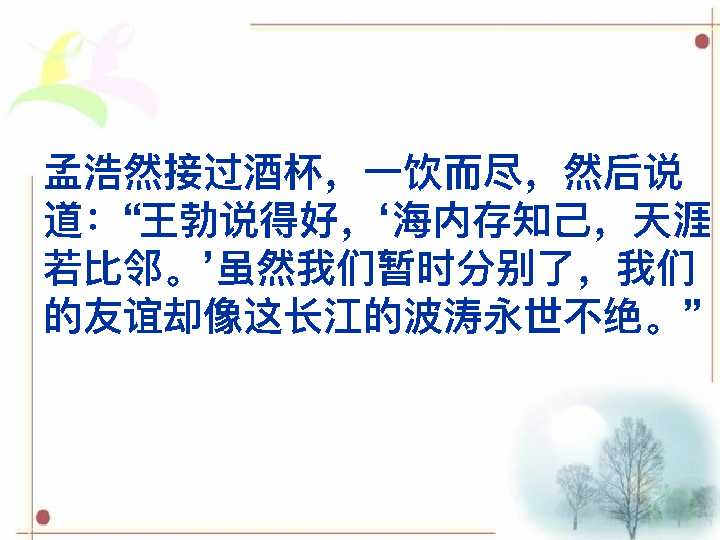 孟浩然接过酒杯，一饮而尽，然后说
道：“王勃说得好，‘海内存知己，天涯
若比邻。’虽然我们暂时分别了，我们
的友谊却像这长江的波涛永世不绝。”